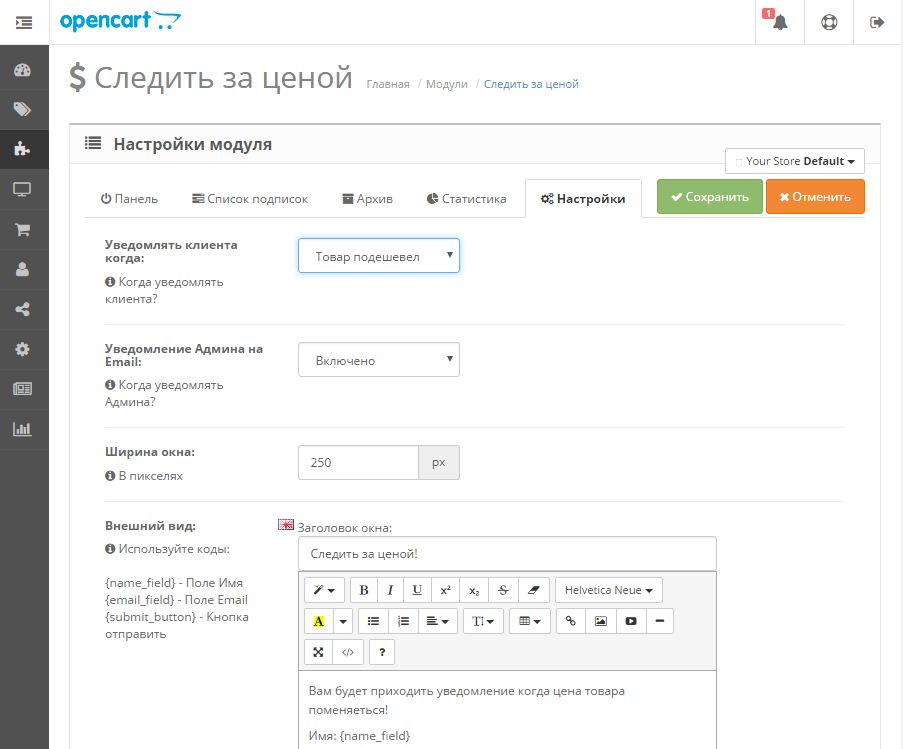 opencart
1
$ Следить за ценой
Главная / Модули / Следить за ценой
Настройки модуля
Your Store Default
Панель
Список подписок
Архив
Статистика
Настройки
Сохранить
Отменить
Уведомлять клиента
когда:
Когда уведомлять
клиента?
Товар подешевел
Уведомление Админа на
Email:
Когда уведомлять
Админа?
Включено
Ширина окна:
В пикселях
250
px
Внешний вид:
Используйте коды:
{name_field} - Поле Имя
{email_field} - Поле Email
{submit_button} - Кнопка
отправить
Заголовок окна:
Следить за ценой!
B I U x² x₂ S Helvetica Neue
A TI
</> ?
Вам будет приходить уведомление когда цена товара
поменяеться!
Имя: {name_field}